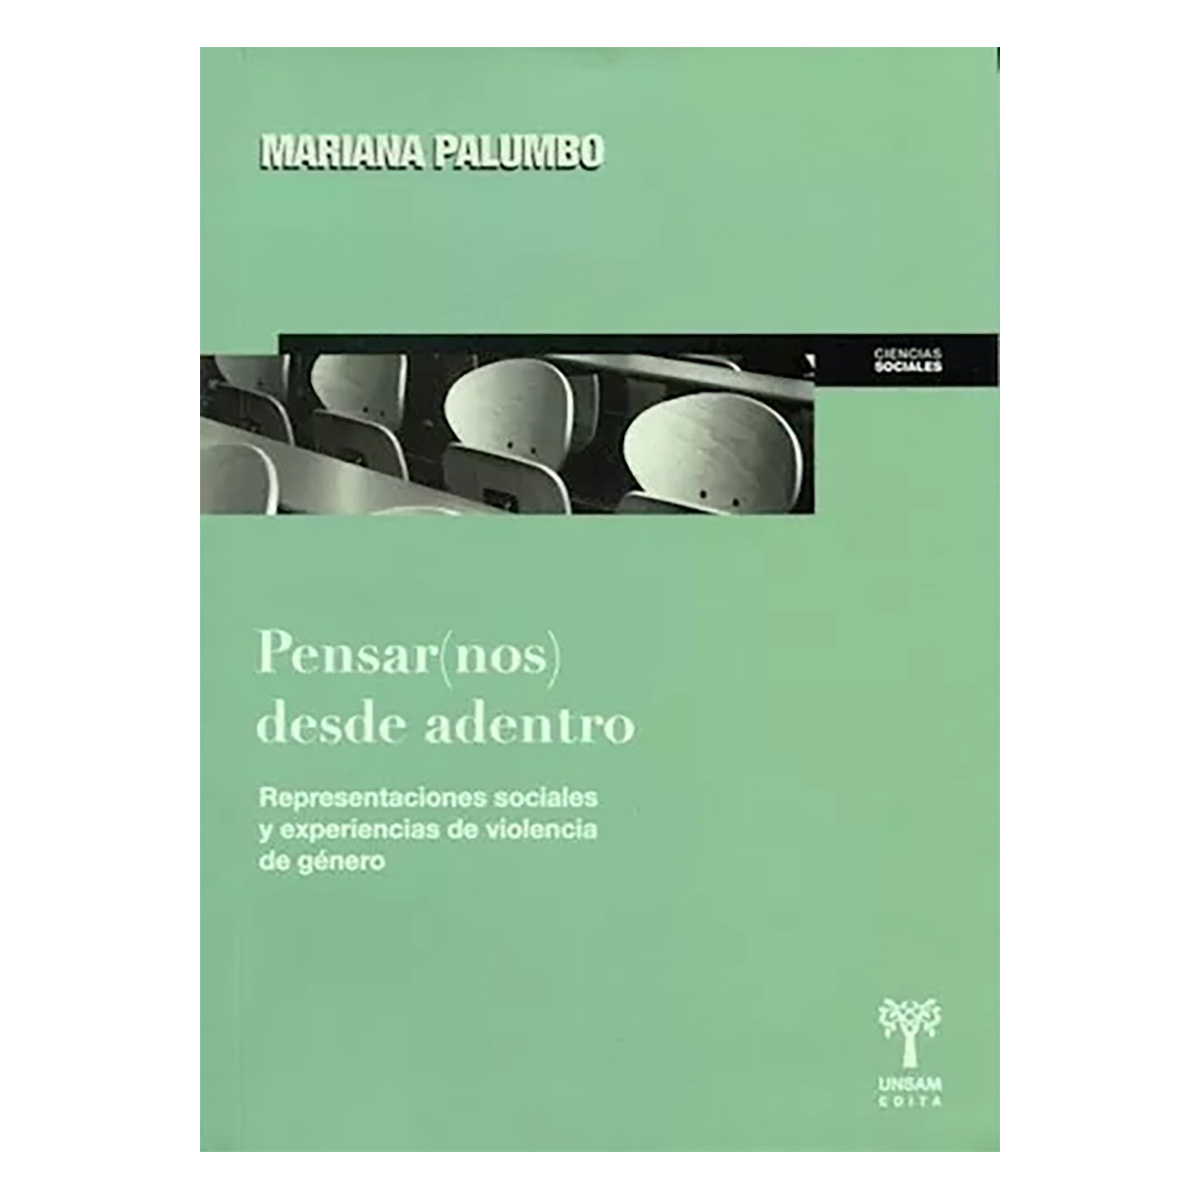 MARIANA PALUMBO
CIENCIAS
SOCIALES
Pensar(nos)
desde adentro
Representaciones sociales
y experiencias de violencia
de género
UNSAM
EDITA